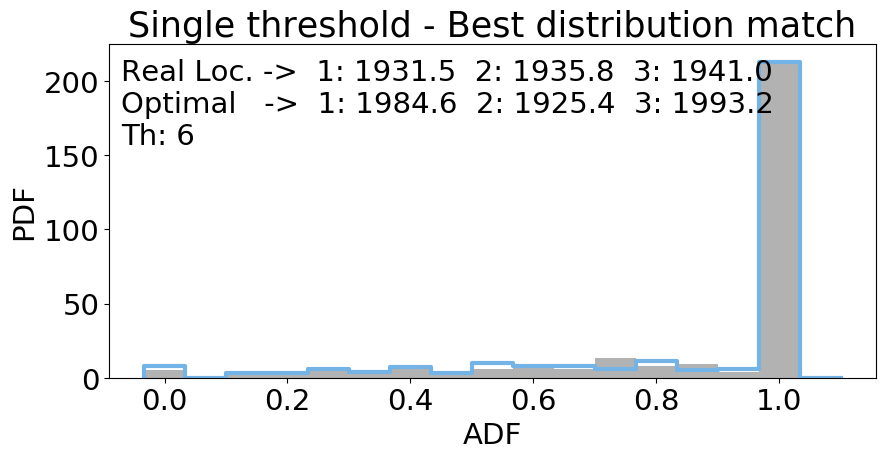 Single threshold - Best distribution match
Real Loc. -> 1: 1931.5 2: 1935.8 3: 1941.0
Optimal -> 1: 1984.6 2: 1925.4 3: 1993.2
Th: 6
200
150
100
50
0
PDF
0.0 0.2 0.4 0.6 0.8 1.0
ADF